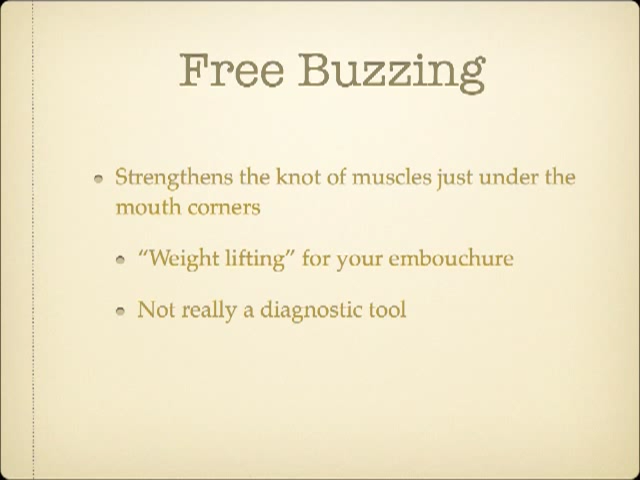 Free Buzzing
Strengthens the knot of muscles just under the
mouth corners
“Weight lifting” for your embouchure
Not really a diagnostic tool